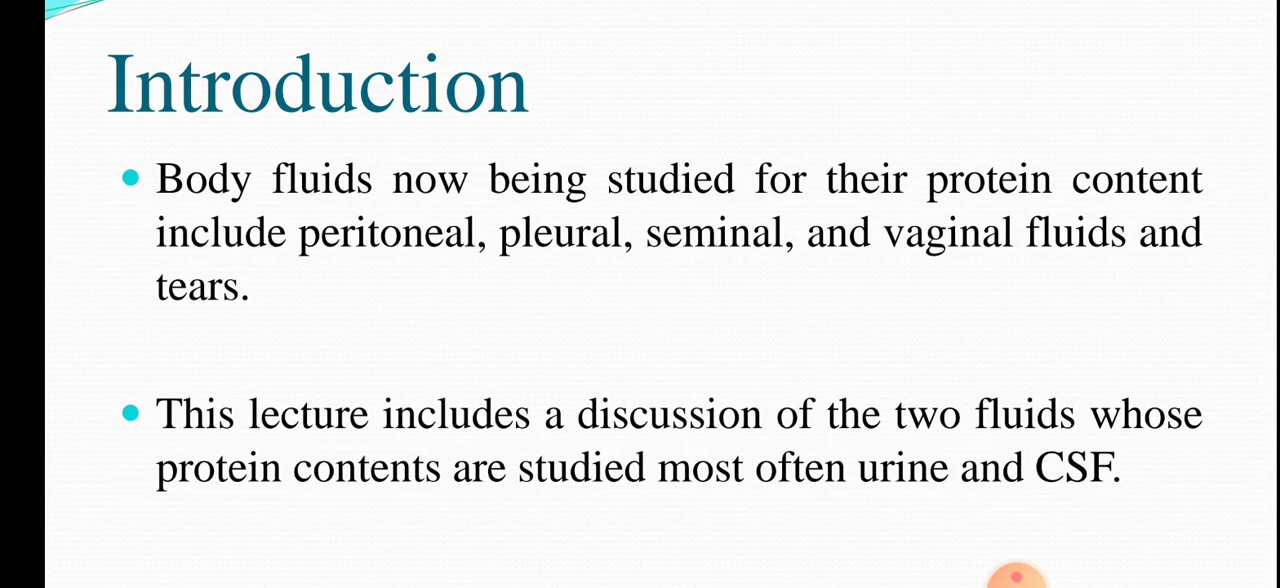 Introduction
Body fluids now being studied for their protein content
include peritoneal, pleural, seminal, and vaginal fluids and
tears.
This lecture includes a discussion of the two fluids whose
protein contents are studied most often urine and CSF.